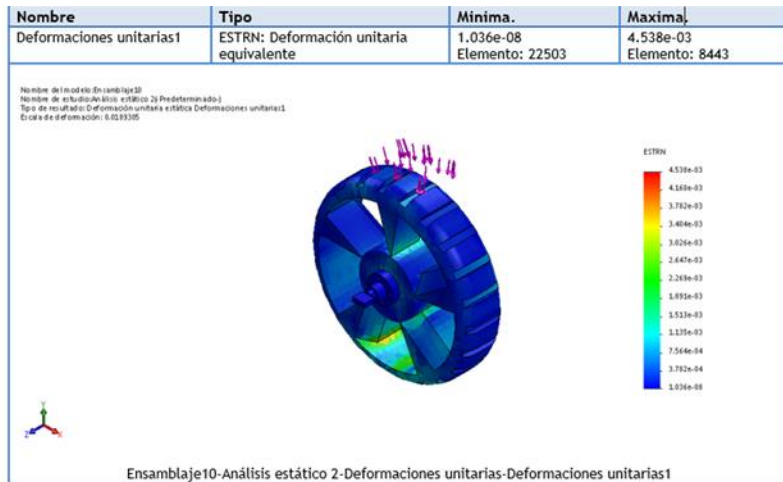 Nombre Tipo Mínima. Maxima.
Deformaciones unitarias1 ESTRN: Deformación unitaria equivalente 1.036e-08 Elemento: 22503 4.538e-03 Elemento: 8443
Nombre del modelo:Ensamblaje10
Nombre de estudio:Análisis estático 2(-Predeterminado-)
Tipo de resultado: Deformación unitaria estática Deformaciones unitarias1
Escala de deformación: 0.0189305
ESTRN
4.538e-03
4.160e-03
3.782e-03
3.404e-03
3.026e-03
2.647e-03
2.269e-03
1.891e-03
1.513e-03
1.135e-03
7.564e-04
3.782e-04
1.036e-08
Y
Z X
Ensamblaje10-Análisis estático 2-Deformaciones unitarias-Deformaciones unitarias1